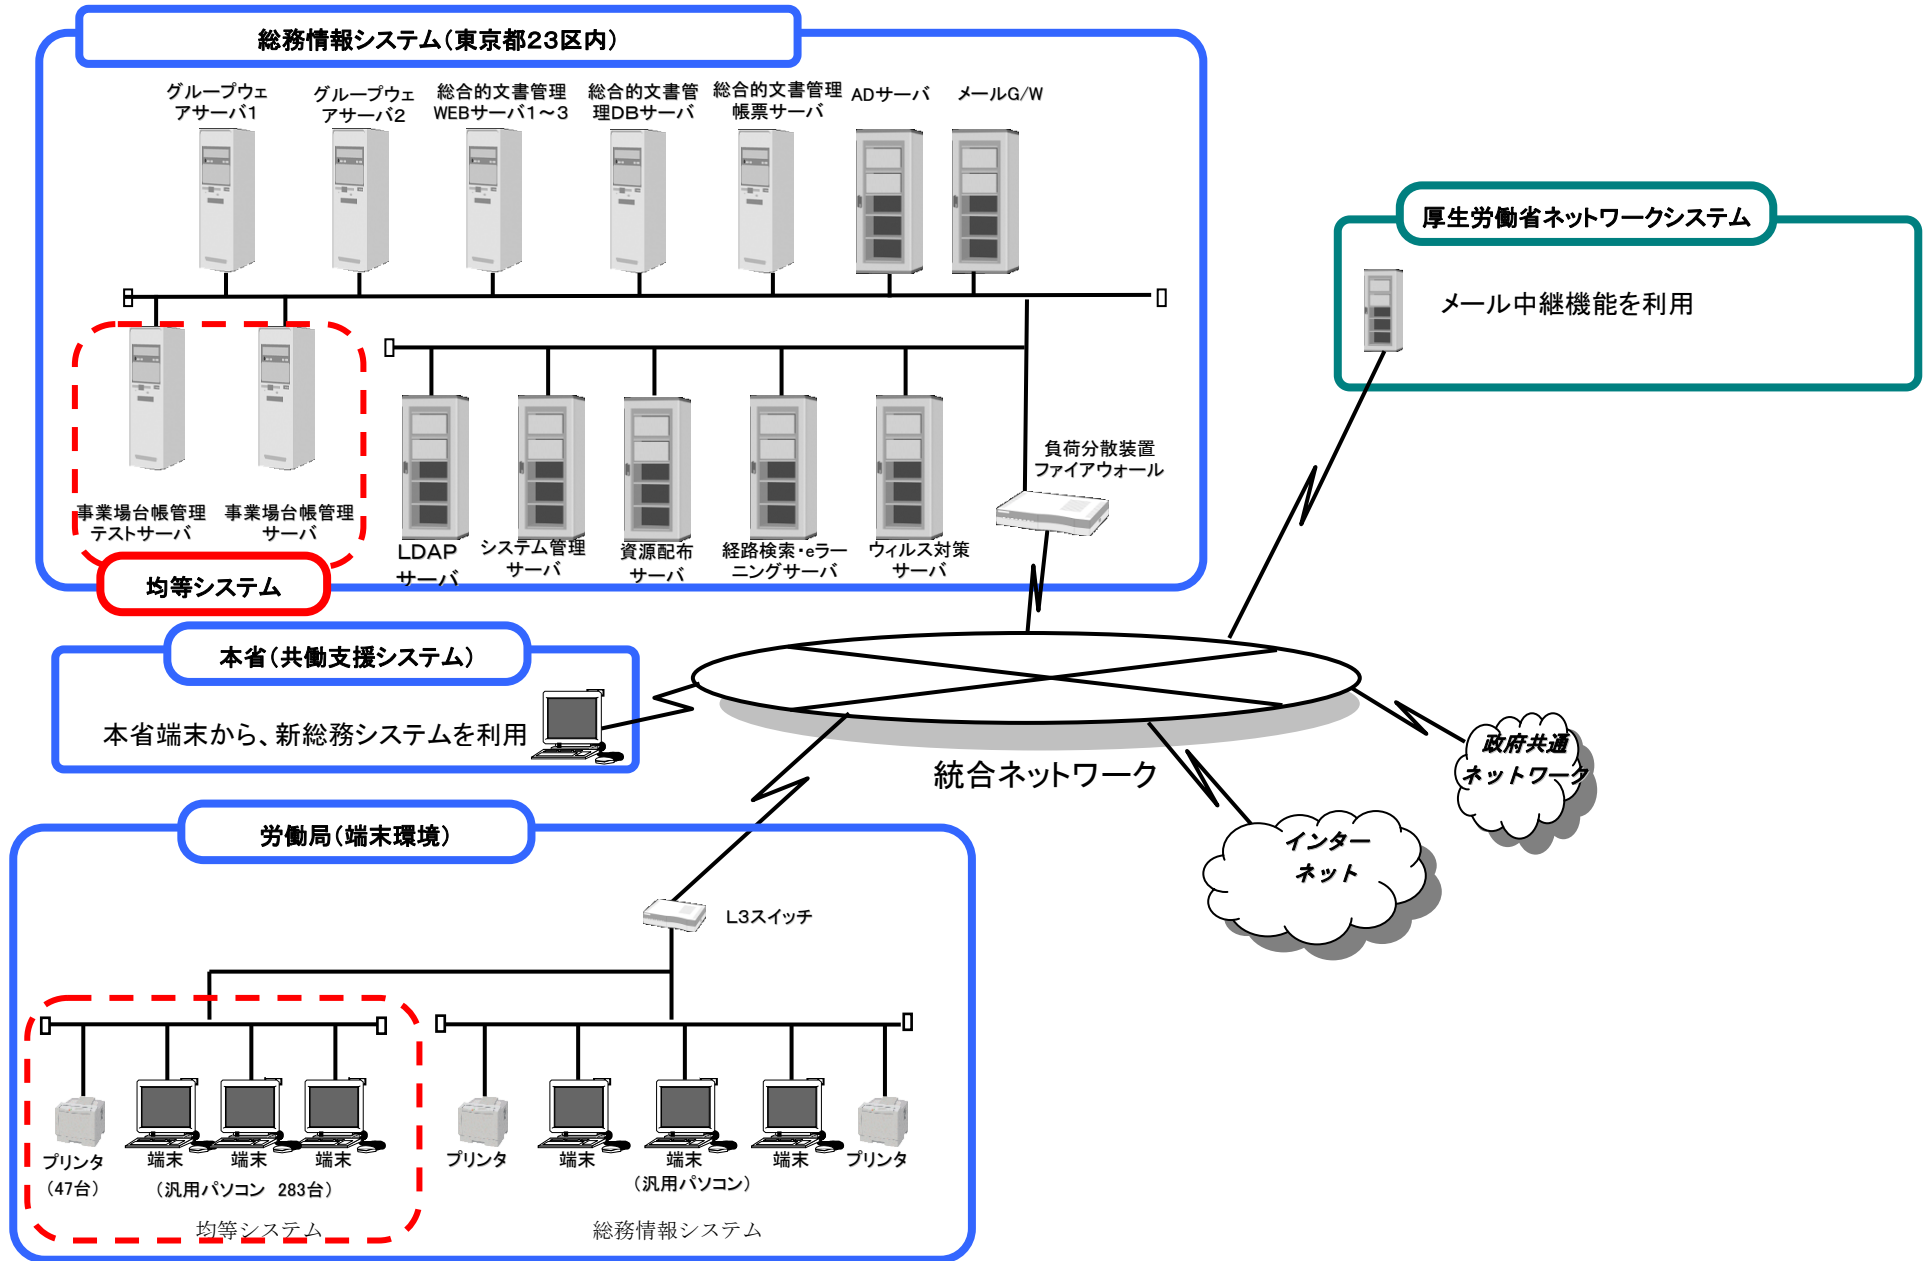 総務情報システム(東京都23区内)
グループウェ
アサーバ1
グループウェ
アサーバ2
総合的文書管理
WEBサーバ1~3
総合的文書管
理DBサーバ
総合的文書管理
帳票サーバ
ADサーバ
メールG/W
厚生労働省ネットワークシステム
メール中継機能を利用
負荷分散装置
ファイアウォール
事業場台帳管理
テストサーバ
事業場台帳管理
サーバ
LDAP
サーバ
システム管理
サーバ
資源配布
サーバ
経路検索・eラー
ニングサーバ
ウィルス対策
サーバ
均等システム
本省(共働支援システム)
本省端末から、新総務システムを利用
統合ネットワーク
政府共通
ネットワーク
インター
ネット
労働局(端末環境)
L3スイッチ
プリンタ
(47台)
端末
端末
端末
(汎用パソコン 283台)
均等システム
プリンタ
端末
端末
端末
プリンタ
(汎用パソコン)
総務情報システム